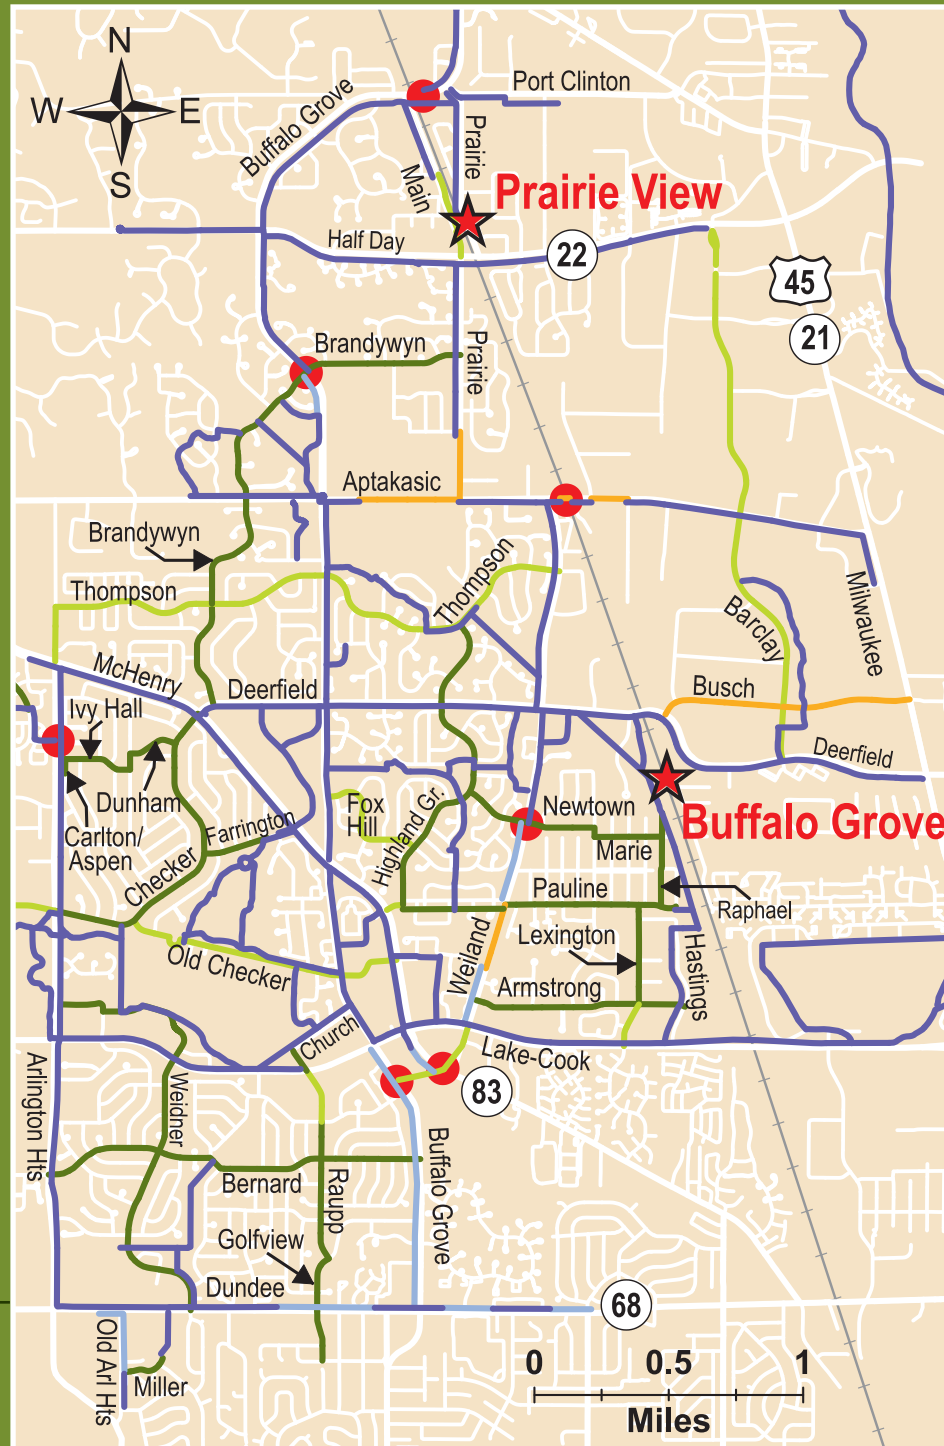 N
W E
S
Port Clinton
Buffalo Grove
Prairie
Main
Prairie View
Half Day
22
45
21
Brandywyn
Prairie
Aptakasic
Brandywyn
Thompson
Thompson
Milwaukee
Barclay
McHenry
Deerfield
Busch
Ivy Hall
Deerfield
Dunham
Fox
Hill
Newtown
Buffalo Grove
Carlton/
Aspen
Farrington
Highland Gr.
Marie
Checker
Pauline
Raphael
Lexington
Weiland
Hastings
Old Checker
Armstrong
Church
Lake-Cook
Arlington Hts
Weidner
83
Bernard
Raupp
Buffalo Grove
Golfview
Dundee
68
Old Arl Hts
Miller
0 0.5 1
Miles